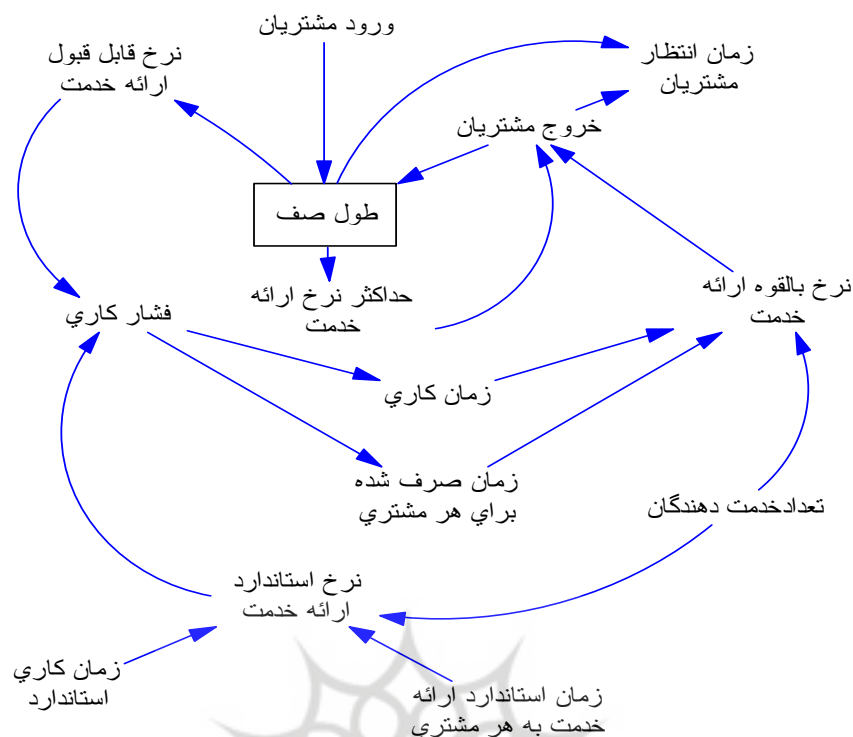 ورود مشتريان
نرخ قابل قبول
ارائه خدمت
زمان انتظار
مشتريان
خروج مشتريان
طول صف
حداكثر نرخ ارائه
خدمت
نرخ بالقوه ارائه
خدمت
فشار كاري
زمان كاري
زمان صرف شده
براي هر مشتري
تعدادخدمت دهندگان
نرخ استاندارد
ارائه خدمت
زمان كاري
استاندارد
زمان استاندارد ارائه
خدمت به هر مشتري